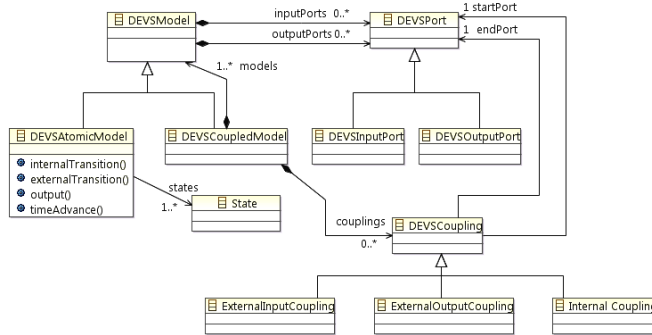 DEVSModel
inputPorts 0..*
outputPorts 0..*
DEVSPort
1 startPort
1 endPort
1..* models
DEVSAtomicModel
internalTransition()
externalTransition()
output()
timeAdvance()
DEVSCoupledModel
DEVSInputPort
DEVSOutputPort
states
1..*
State
couplings
0..*
DEVSCoupling
ExternalInputCoupling
ExternalOutputCoupling
Internal Coupling